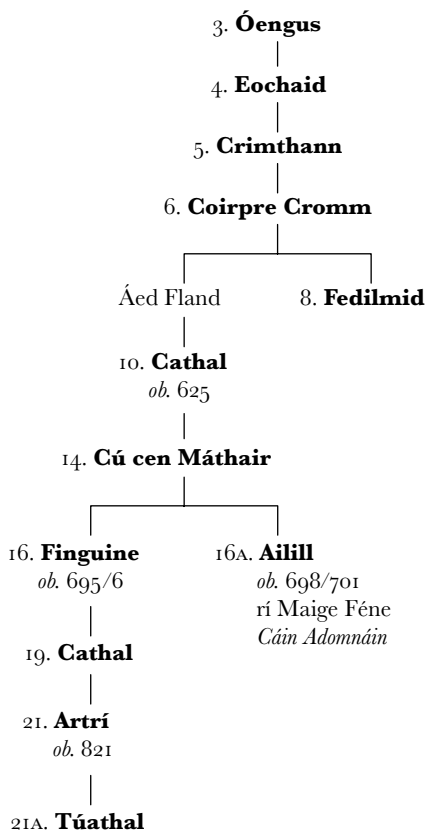 3. Óengus
4. Eochaid
5. Crimthann
6. Coirpre Cromm
Áed Fland
8. Fedilmid
10. Cathal
ob. 625
14. Cú cen Máthair
16. Finguine
ob. 695/6
16A. Ailill
ob. 698/701
rí Maige Féne
Cáin Adomnáin
19. Cathal
21. Artrí
ob. 821
21A. Túathal